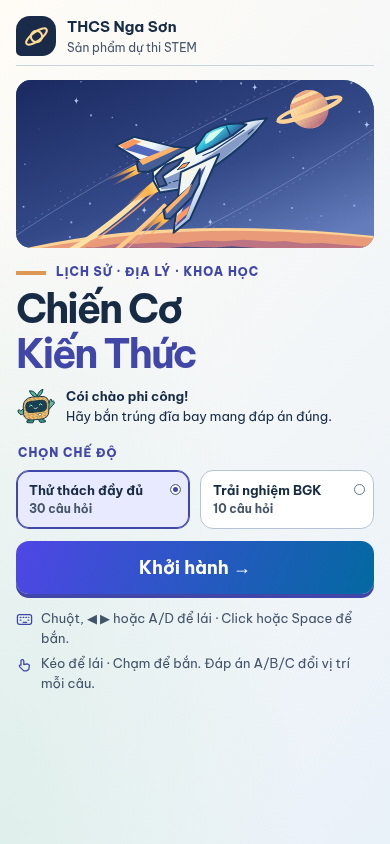 THCS Nga Sơn
Sản phẩm dự thi STEM
LỊCH SỬ · ĐỊA LÝ · KHOA HỌC
Chiến Cơ
Kiến Thức
Cói chào phi công!
Hãy bắn trúng đĩa bay mang đáp án đúng.
CHỌN CHẾ ĐỘ
Thử thách đầy đủ
30 câu hỏi
Trải nghiệm BGK
10 câu hỏi
Khởi hành →
Chuột, ◀ ▶ hoặc A/D để lái · Click hoặc Space để
bắn.
Kéo để lái · Chạm để bắn. Đáp án A/B/C đổi vị trí
mỗi câu.